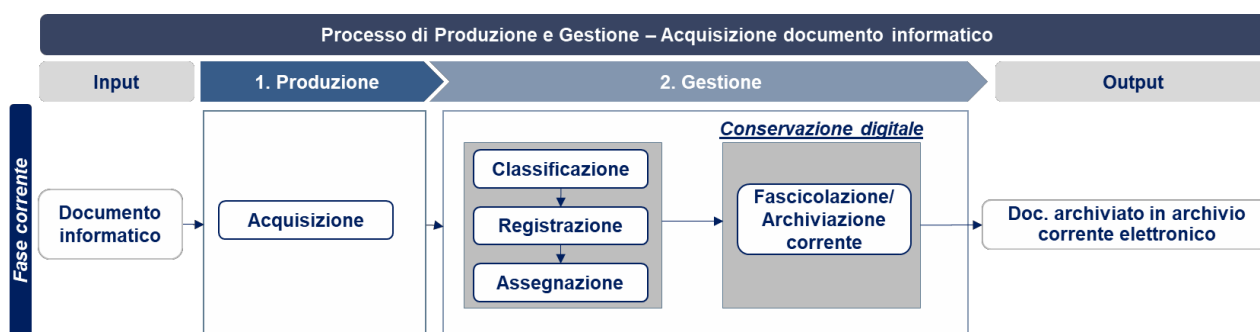 Processo di Produzione e Gestione – Acquisizione documento informatico
Input
1. Produzione
2. Gestione
Output
Fase corrente
Documento
informatico
Acquisizione
Classificazione
Registrazione
Assegnazione
Conservazione digitale
Fascicolazione/
Archiviazione
corrente
Doc. archiviato in archivio
corrente elettronico